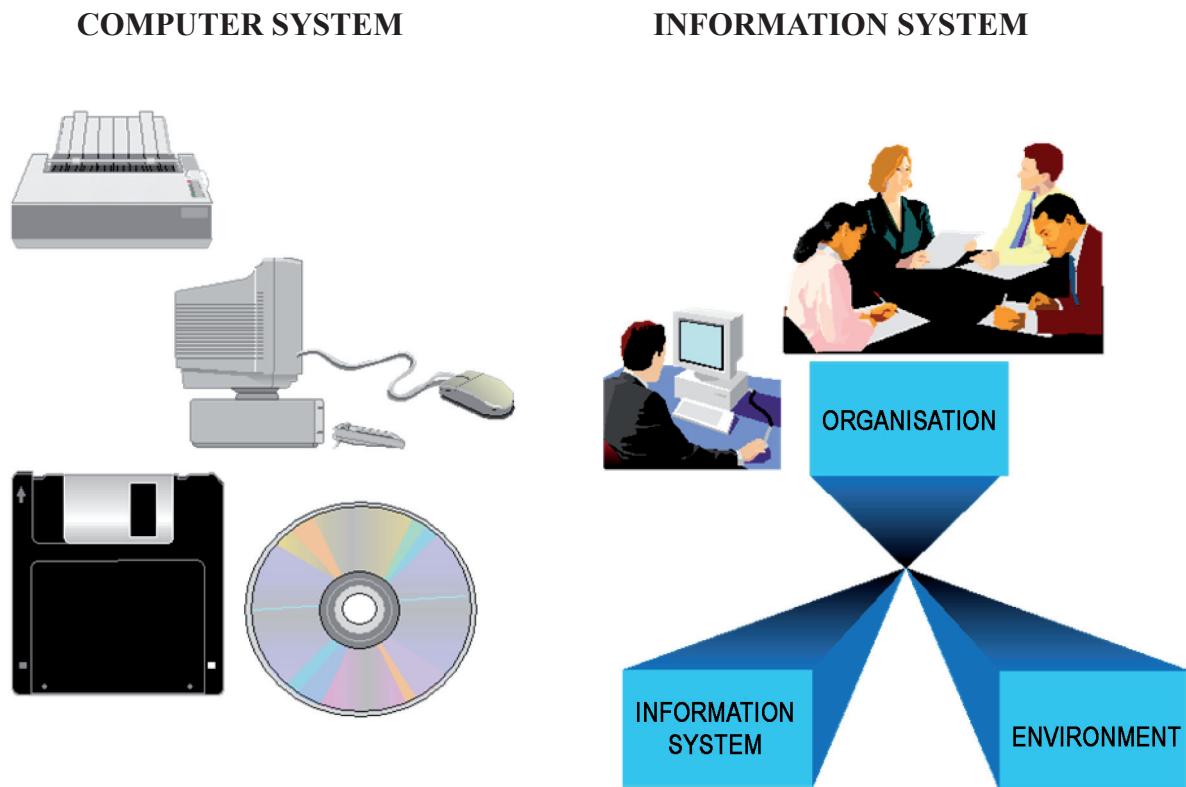 COMPUTER SYSTEM
INFORMATION SYSTEM
ORGANISATION
INFORMATION
SYSTEM
ENVIRONMENT